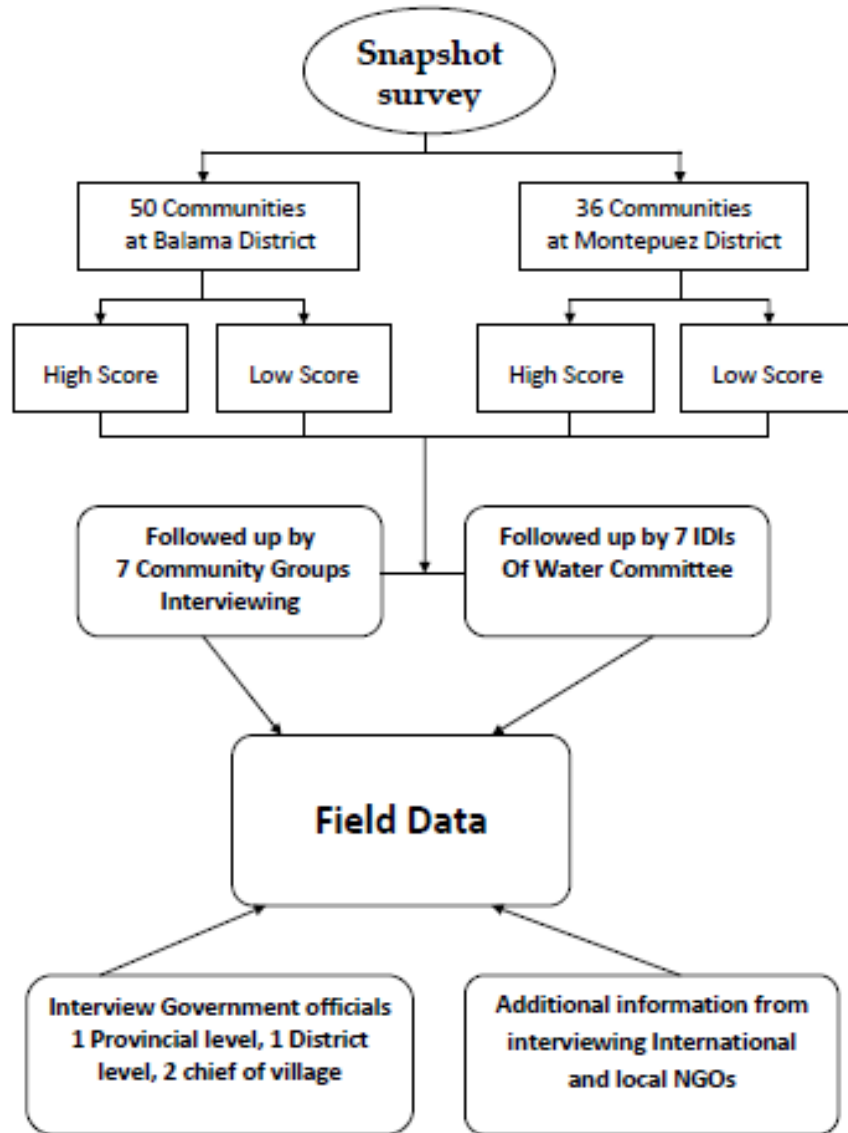 Snapshot
survey
50 Communities
at Balama District
36 Communities
at Montepuez District
High Score
Low Score
High Score
Low Score
Followed up by
7 Community Groups
Interviewing
Followed up by 7 IDIs
Of Water Committee
Field Data
Interview Government officials
1 Provincial level, 1 District
level, 2 chief of village
Additional information from
interviewing International
and local NGOs